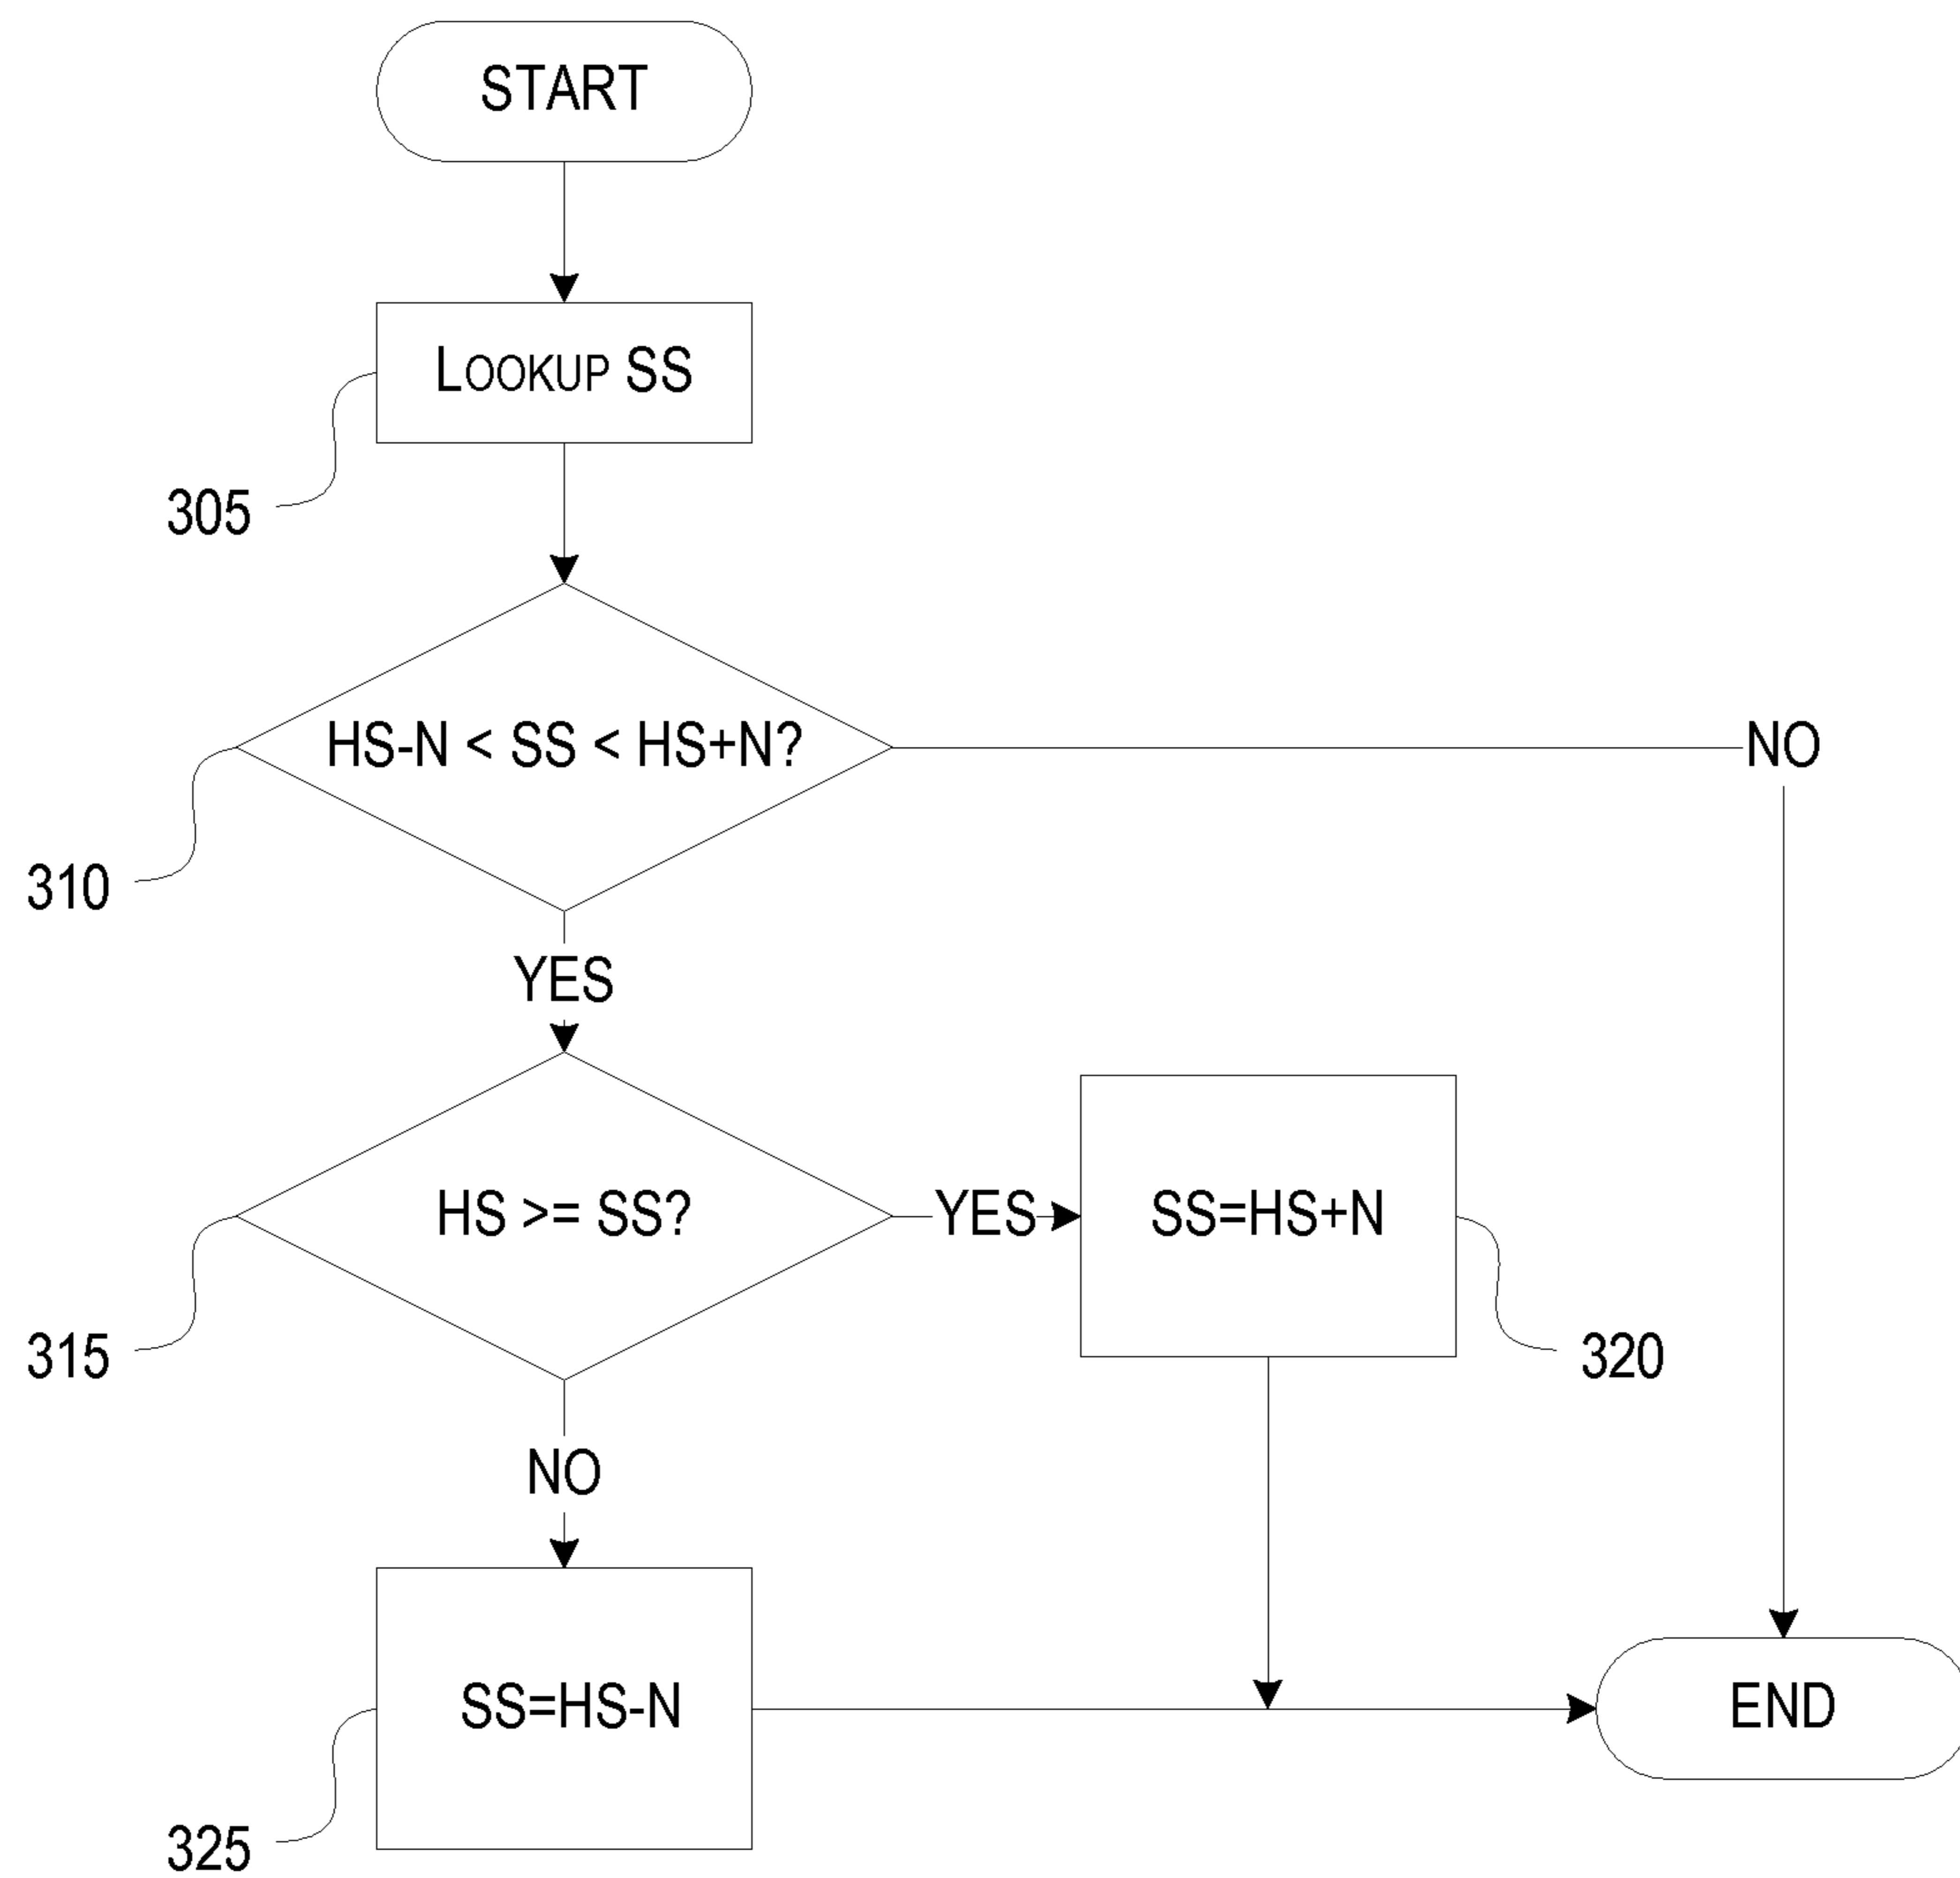 START
LOOKUP SS
305
HS-N < SS < HS+N?
NO
310
YES
HS >= SS?
YES
SS=HS+N
315
320
NO
SS=HS-N
END
325